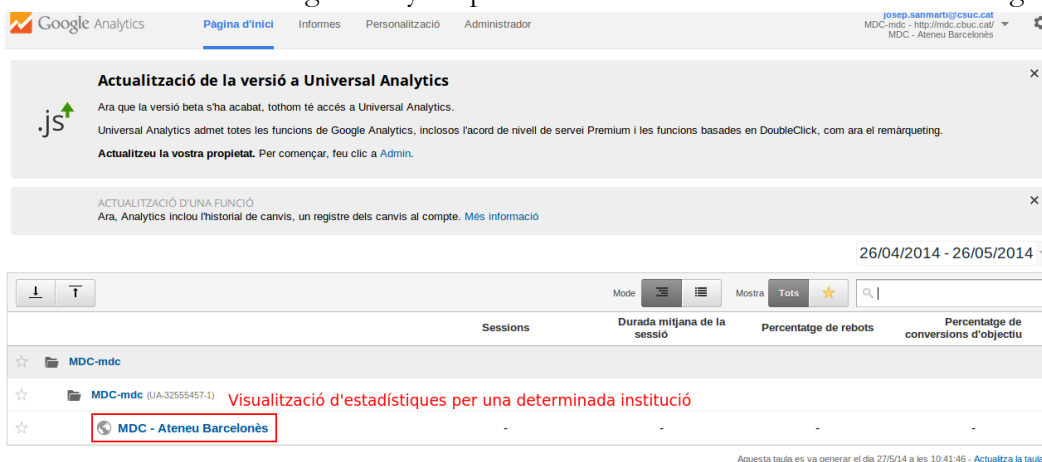 Google Analytics
Pàgina d'inici
Informes
Personalització
Administrador
josep.sanmarti@csuc.cat
MDC-mdc - http://mdc.cbuc.cat/
MDC - Ateneu Barcelonès
Actualització de la versió a Universal Analytics
Ara que la versió beta s'ha acabat, tothom té accés a Universal Analytics.
.js
Universal Analytics admet totes les funcions de Google Analytics, inclosos l'acord de nivell de servei Premium i les funcions basades en DoubleClick, com ara el remàrqueting.
Actualitzeu la vostra propietat. Per començar, feu clic a Admin.
ACTUALITZACIÓ D'UNA FUNCIÓ
Ara, Analytics inclou l'historial de canvis, un registre dels canvis al compte. Més informació
26/04/2014 - 26/05/2014
Mode
Mostra Tots
Sessions
Durada mitjana de la
sessió
Percentatge de rebots
Percentatge de
conversions d'objectiu
MDC-mdc
MDC-mdc (UA-32555457-1)
Visualització d'estadístiques per una determinada institució
MDC - Ateneu Barcelonès - - - -
Aquesta taula es va generar el dia 27/5/14 a les 10:41:46 - Actualitza la taula